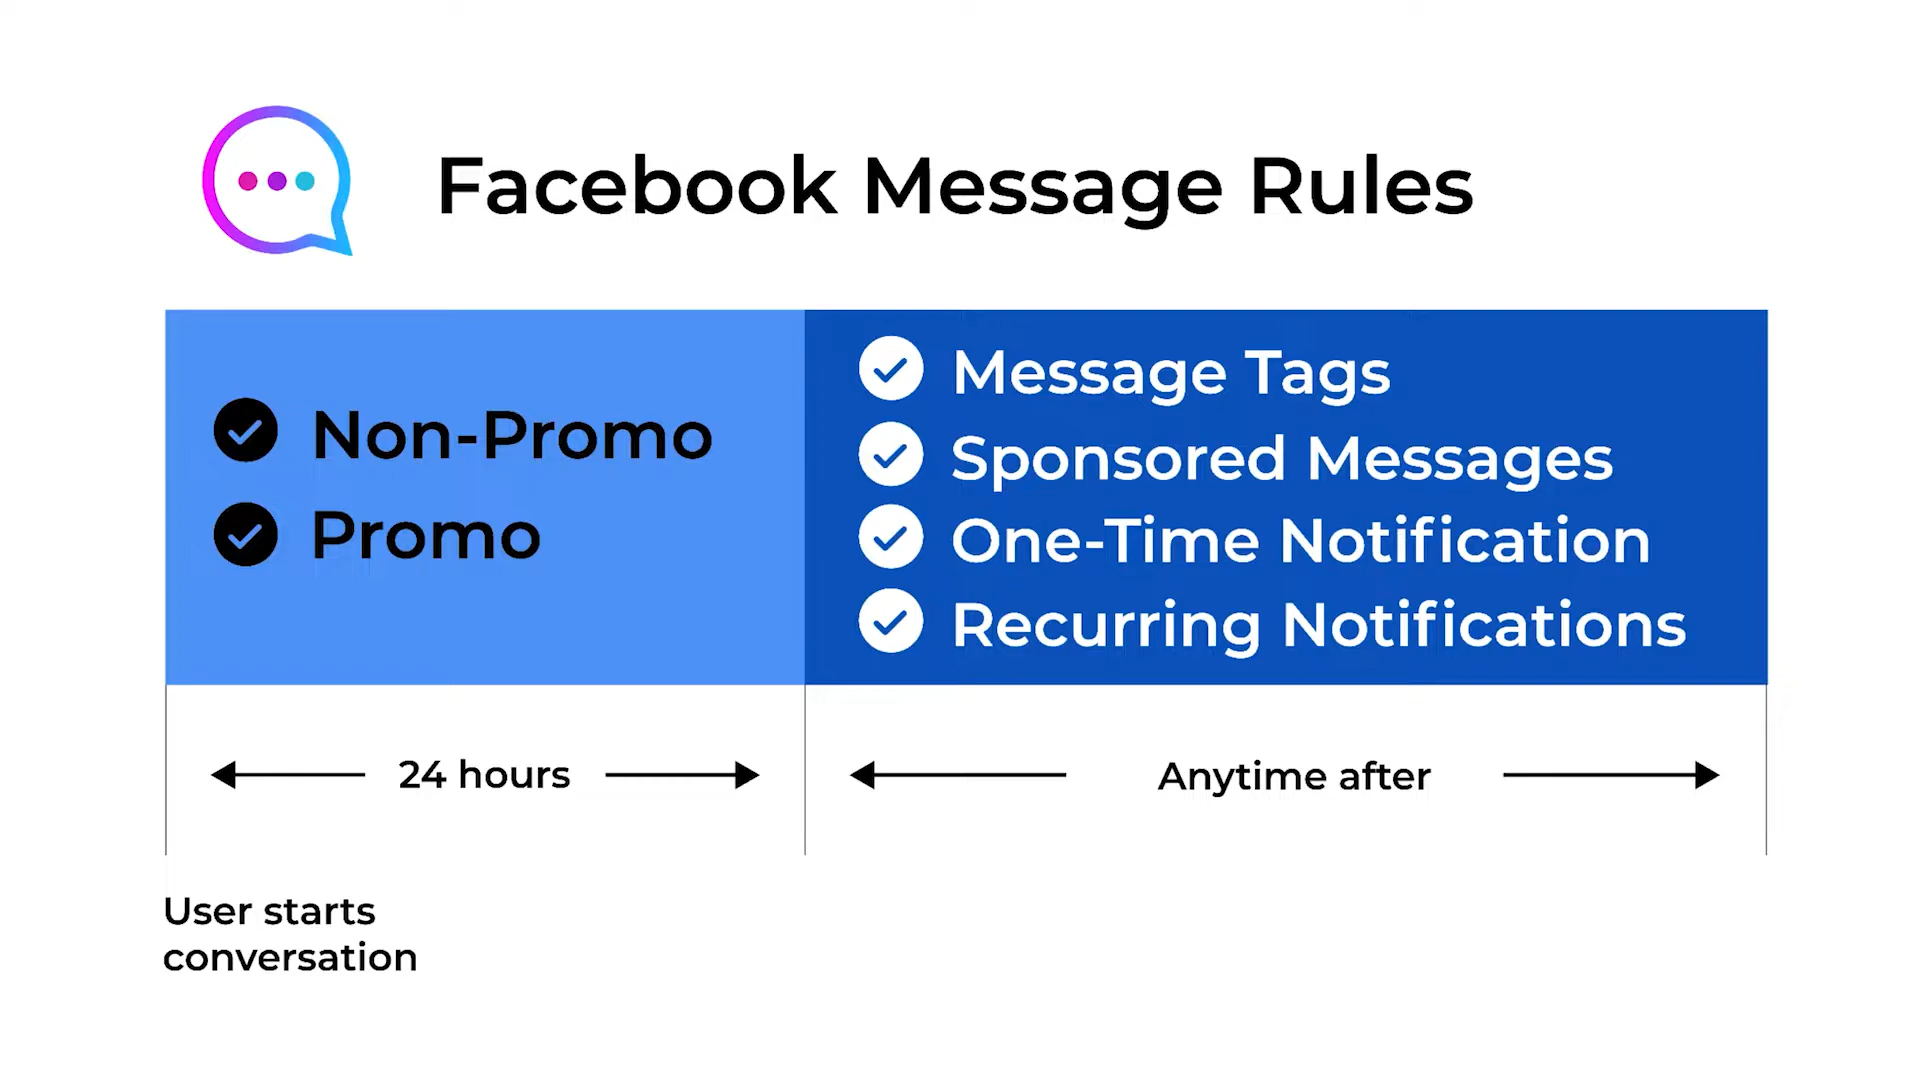 Facebook Message Rules
Non-Promo
Promo
Message Tags
Sponsored Messages
One-Time Notification
Recurring Notifications
24 hours
Anytime after
User starts
conversation